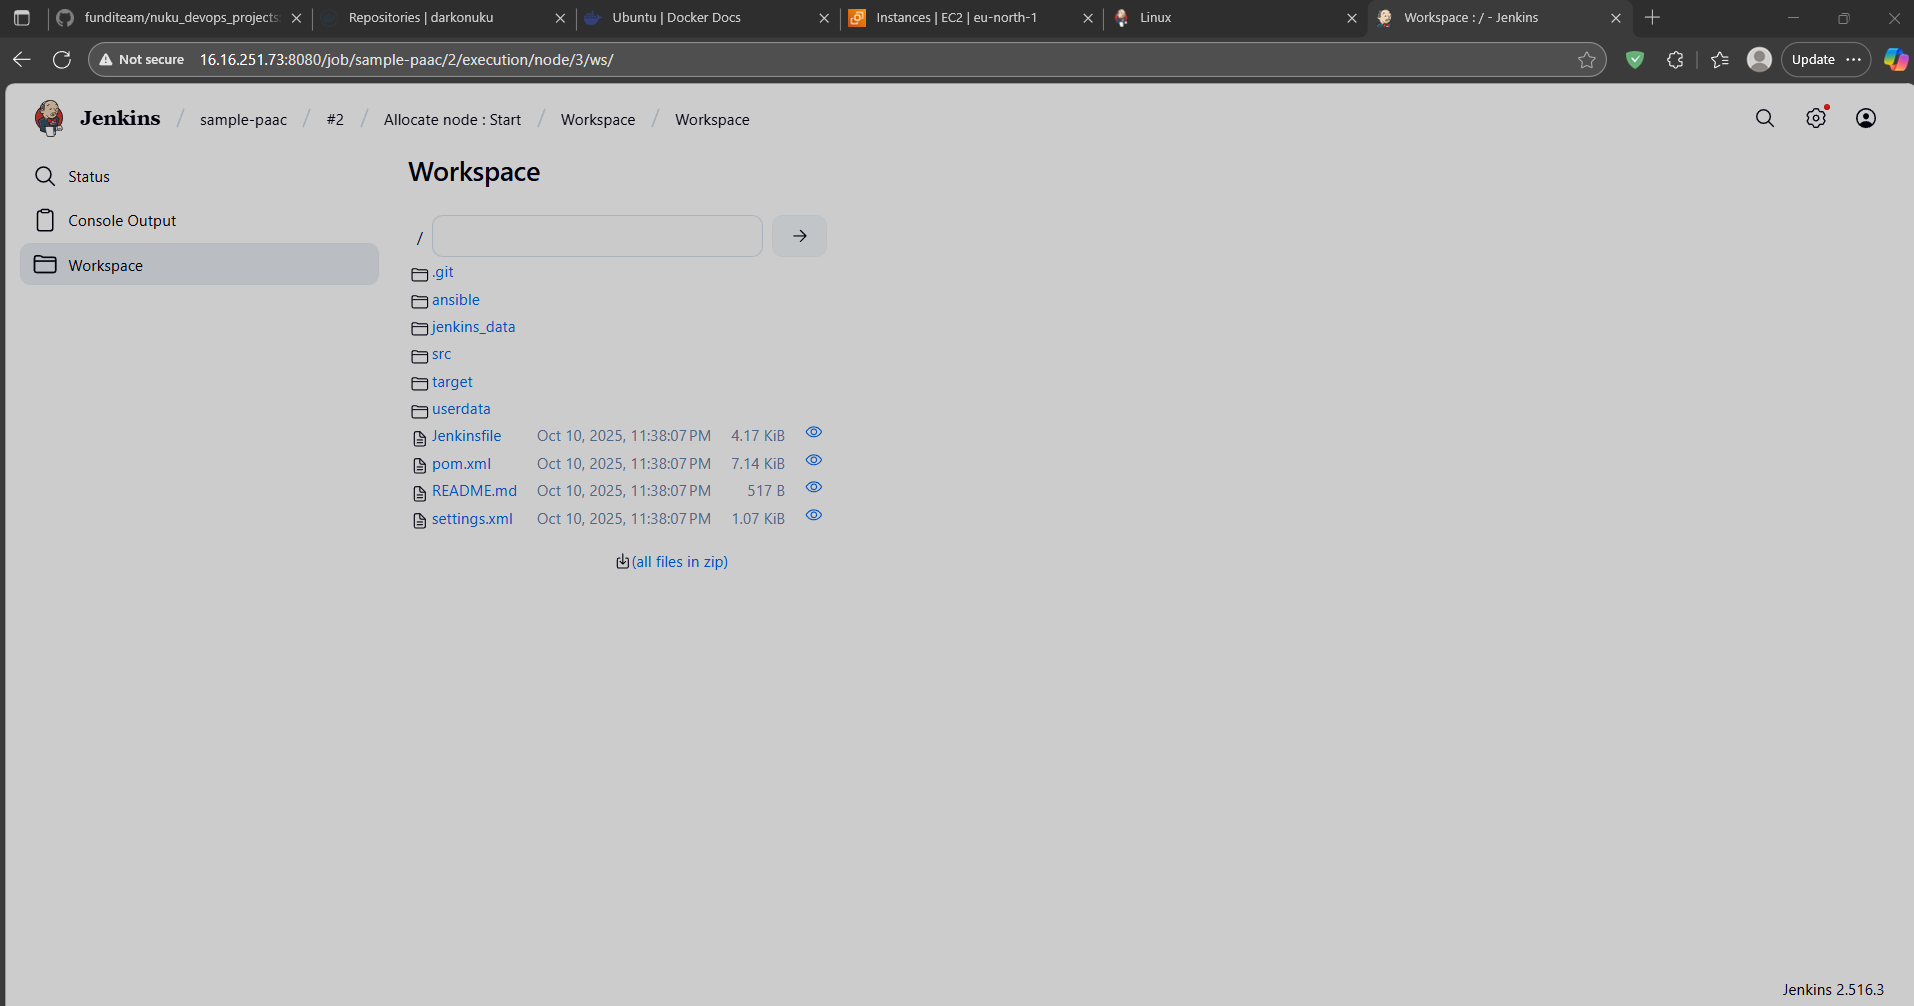 funditeam/nuku_devops_projects:
Repositories | darkonuku
Ubuntu | Docker Docs
Instances | EC2 | eu-north-1
Linux
Workspace : / - Jenkins
Not secure 16.16.251.73:8080/job/sample-paac/2/execution/node/3/ws/
Update
Jenkins / sample-paac / #2 / Allocate node : Start / Workspace / Workspace
Status
Console Output
Workspace
Workspace
/
.git
ansible
jenkins_data
src
target
userdata
Jenkinsfile Oct 10, 2025, 11:38:07 PM 4.17 KiB
pom.xml Oct 10, 2025, 11:38:07 PM 7.14 KiB
README.md Oct 10, 2025, 11:38:07 PM 517 B
settings.xml Oct 10, 2025, 11:38:07 PM 1.07 KiB
(all files in zip)
Jenkins 2.516.3